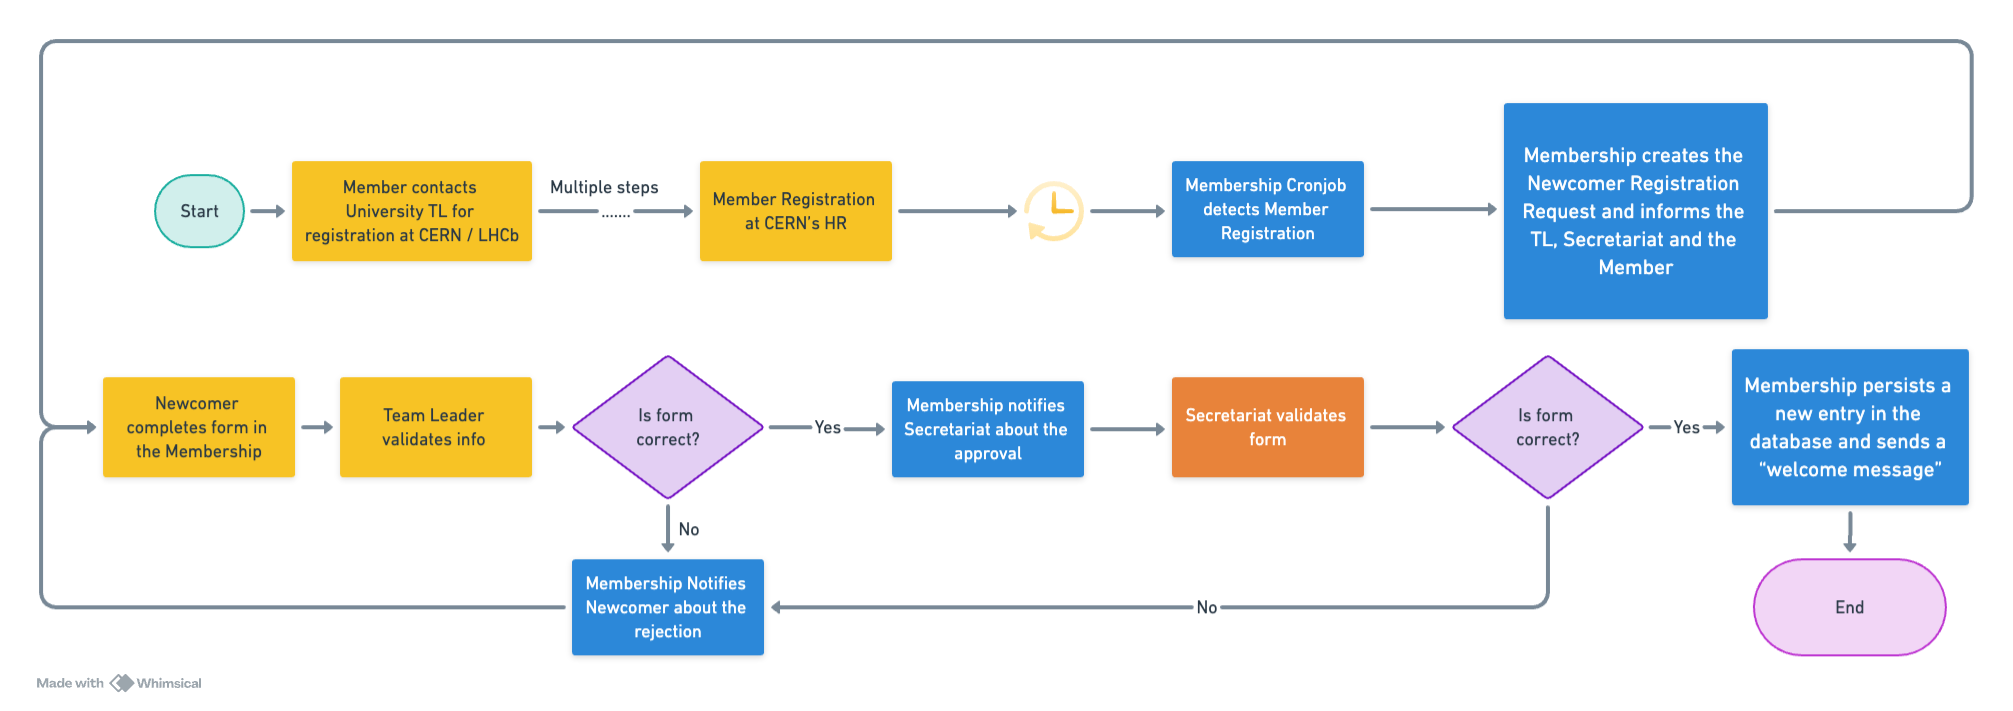 Start
Member contacts
University TL for
registration at CERN / LHCb
Multiple steps
.......
Member Registration
at CERN's HR
Membership Cronjob
detects Member
Registration
Membership creates the
Newcomer Registration
Request and informs the
TL, Secretariat and the
Member
Newcomer
completes form in
the Membership
Team Leader
validates info
Is form
correct?
Yes
Membership notifies
Secretariat about the
approval
Secretariat validates
form
Is form
correct?
Yes
Membership persists a
new entry in the
database and sends a
“welcome message”
No
Membership Notifies
Newcomer about the
rejection
No
End
Made with Whimsical